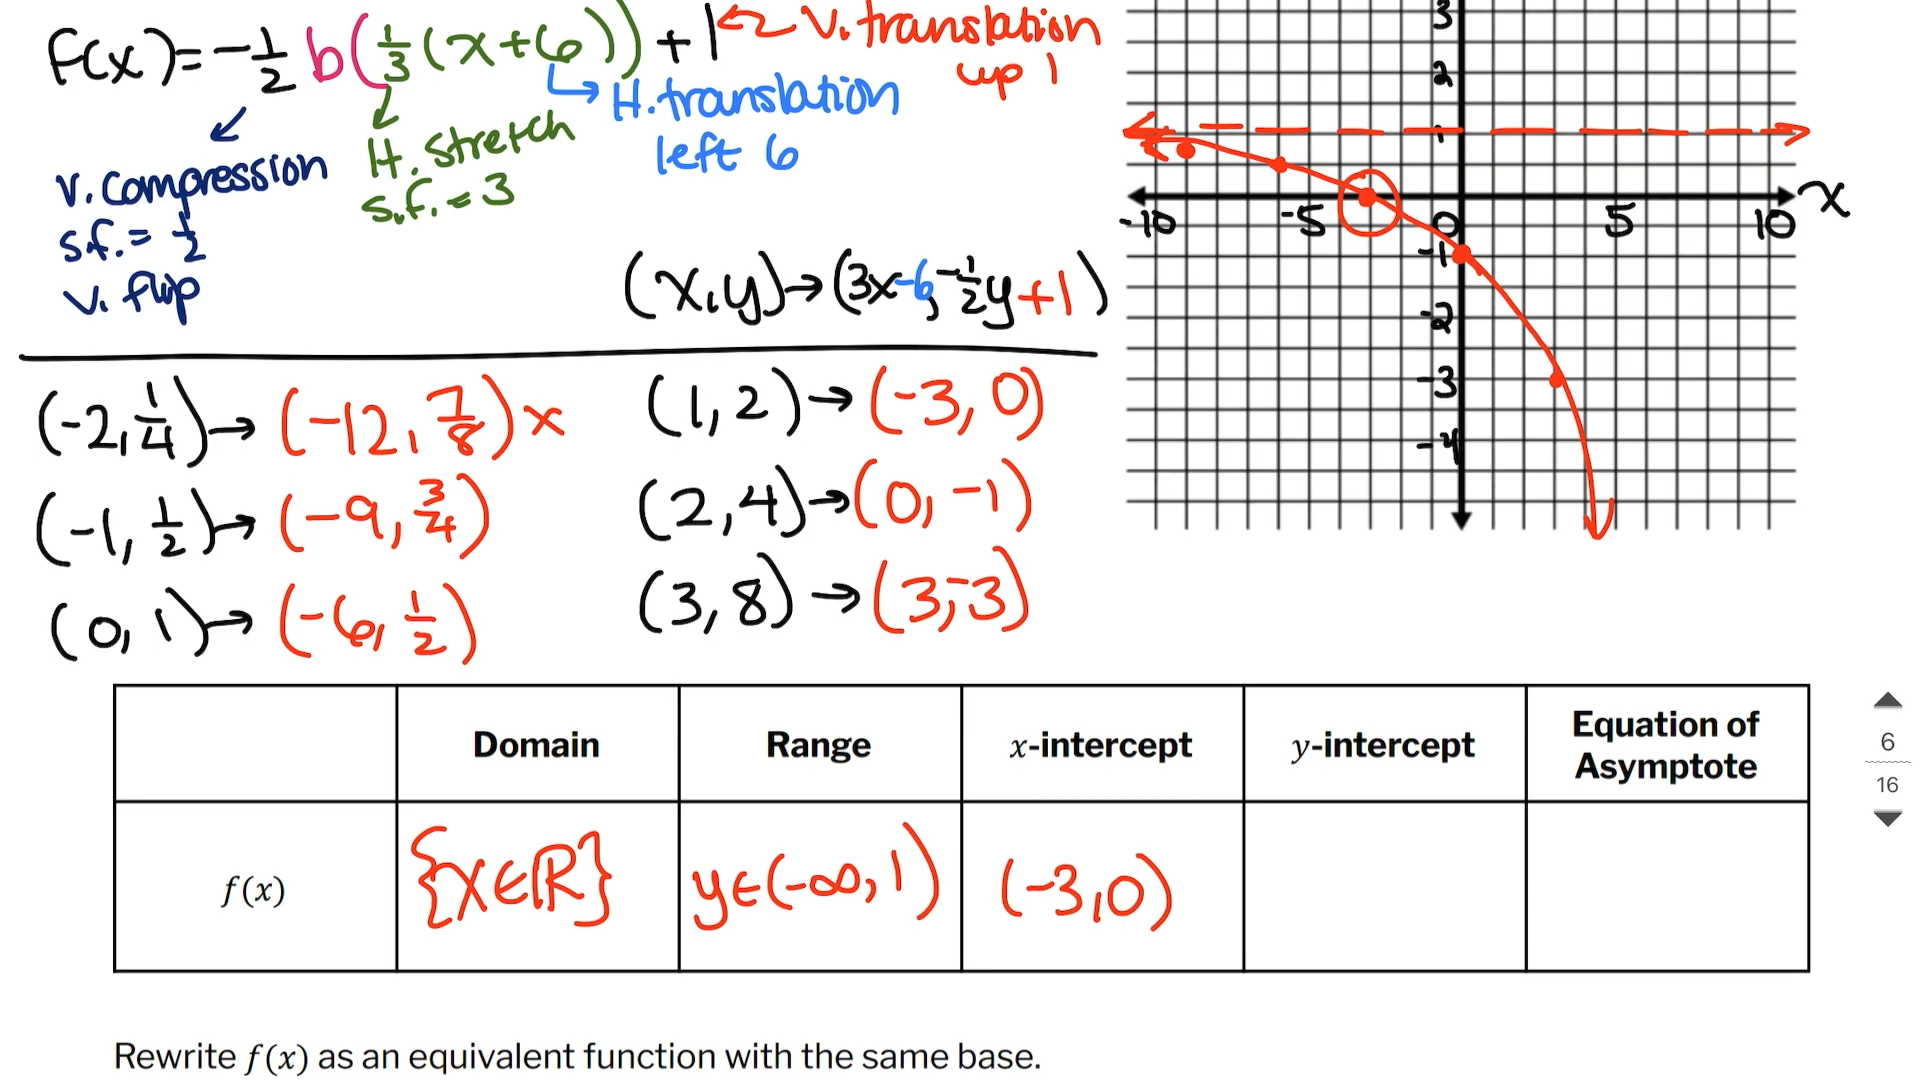 f(x)=-1/2 b(1/3(x+6))+1 ← V. translation
up 1
H. translation
left 6
H. stretch
s.f. = 3
V. compression
s.f. = 1/2
V. flip
(x,y)→(3x-6,-1/2y+1)
(-2,1/4)→(-12,7/8)x
(-1,1/2)→(-9,3/4)
(0,1)→(-6,1/2)
(1,2)→(-3,0)
(2,4)→(0,-1)
(3,8)→(3,-3)
3
2
1
-10 -5 0 5 10 x
-1
-2
-3
-4
Domain Range x-intercept y-intercept Equation of
Asymptote
f(x) {x∈ℝ} y∈(-∞,1) (-3,0)
6
16
Rewrite f(x) as an equivalent function with the same base.